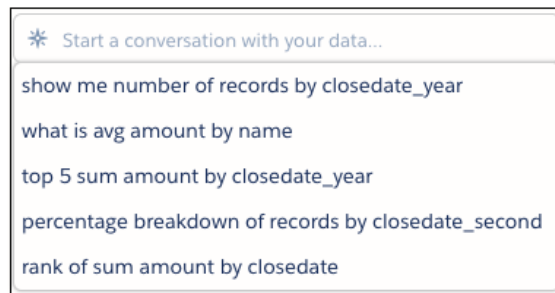 Start a conversation with your data...
show me number of records by closedate_year
what is avg amount by name
top 5 sum amount by closedate_year
percentage breakdown of records by closedate_second
rank of sum amount by closedate